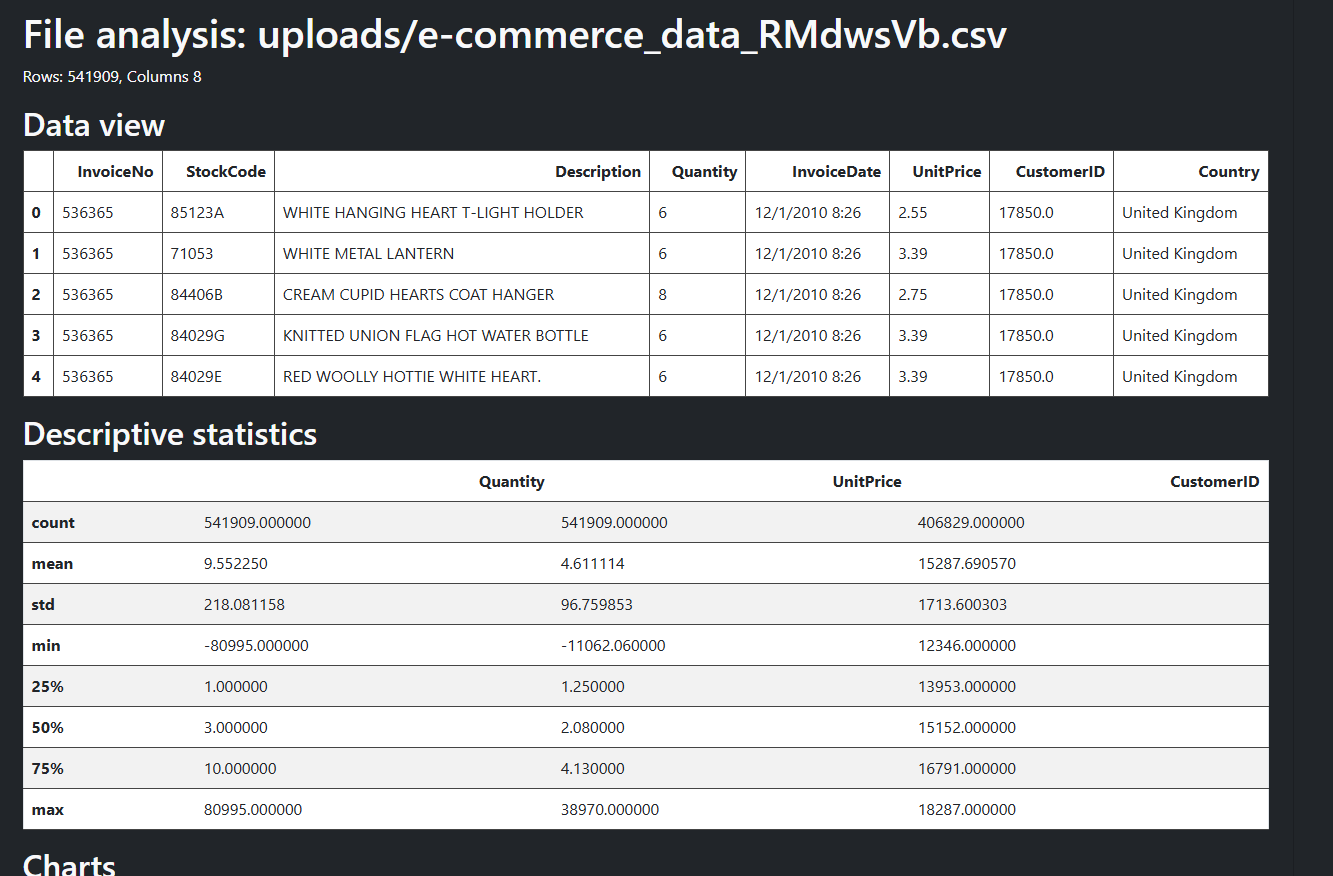 File analysis: uploads/e-commerce_data_RMdwsVb.csv
Rows: 541909, Columns 8
Data view
InvoiceNo StockCode Description Quantity InvoiceDate UnitPrice CustomerID Country
0 536365 85123A WHITE HANGING HEART T-LIGHT HOLDER 6 12/1/2010 8:26 2.55 17850.0 United Kingdom
1 536365 71053 WHITE METAL LANTERN 6 12/1/2010 8:26 3.39 17850.0 United Kingdom
2 536365 84406B CREAM CUPID HEARTS COAT HANGER 8 12/1/2010 8:26 2.75 17850.0 United Kingdom
3 536365 84029G KNITTED UNION FLAG HOT WATER BOTTLE 6 12/1/2010 8:26 3.39 17850.0 United Kingdom
4 536365 84029E RED WOOLLY HOTTIE WHITE HEART. 6 12/1/2010 8:26 3.39 17850.0 United Kingdom
Descriptive statistics
Quantity UnitPrice CustomerID
count 541909.000000 541909.000000 406829.000000
mean 9.552250 4.611114 15287.690570
std 218.081158 96.759853 1713.600303
min -80995.000000 -11062.060000 12346.000000
25% 1.000000 1.250000 13953.000000
50% 3.000000 2.080000 15152.000000
75% 10.000000 4.130000 16791.000000
max 80995.000000 38970.000000 18287.000000
Charts